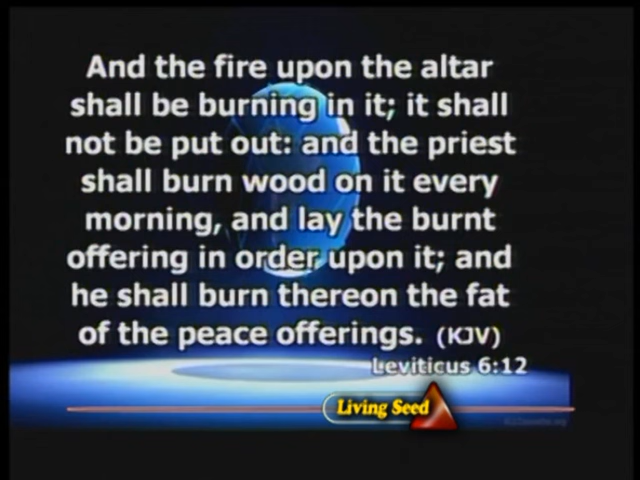 And the fire upon the altar
shall be burning in it; it shall
not be put out: and the priest
shall burn wood on it every
morning, and lay the burnt
offering in order upon it; and
he shall burn thereon the fat
of the peace offerings. (KJV)
Leviticus 6:12
Living Seed